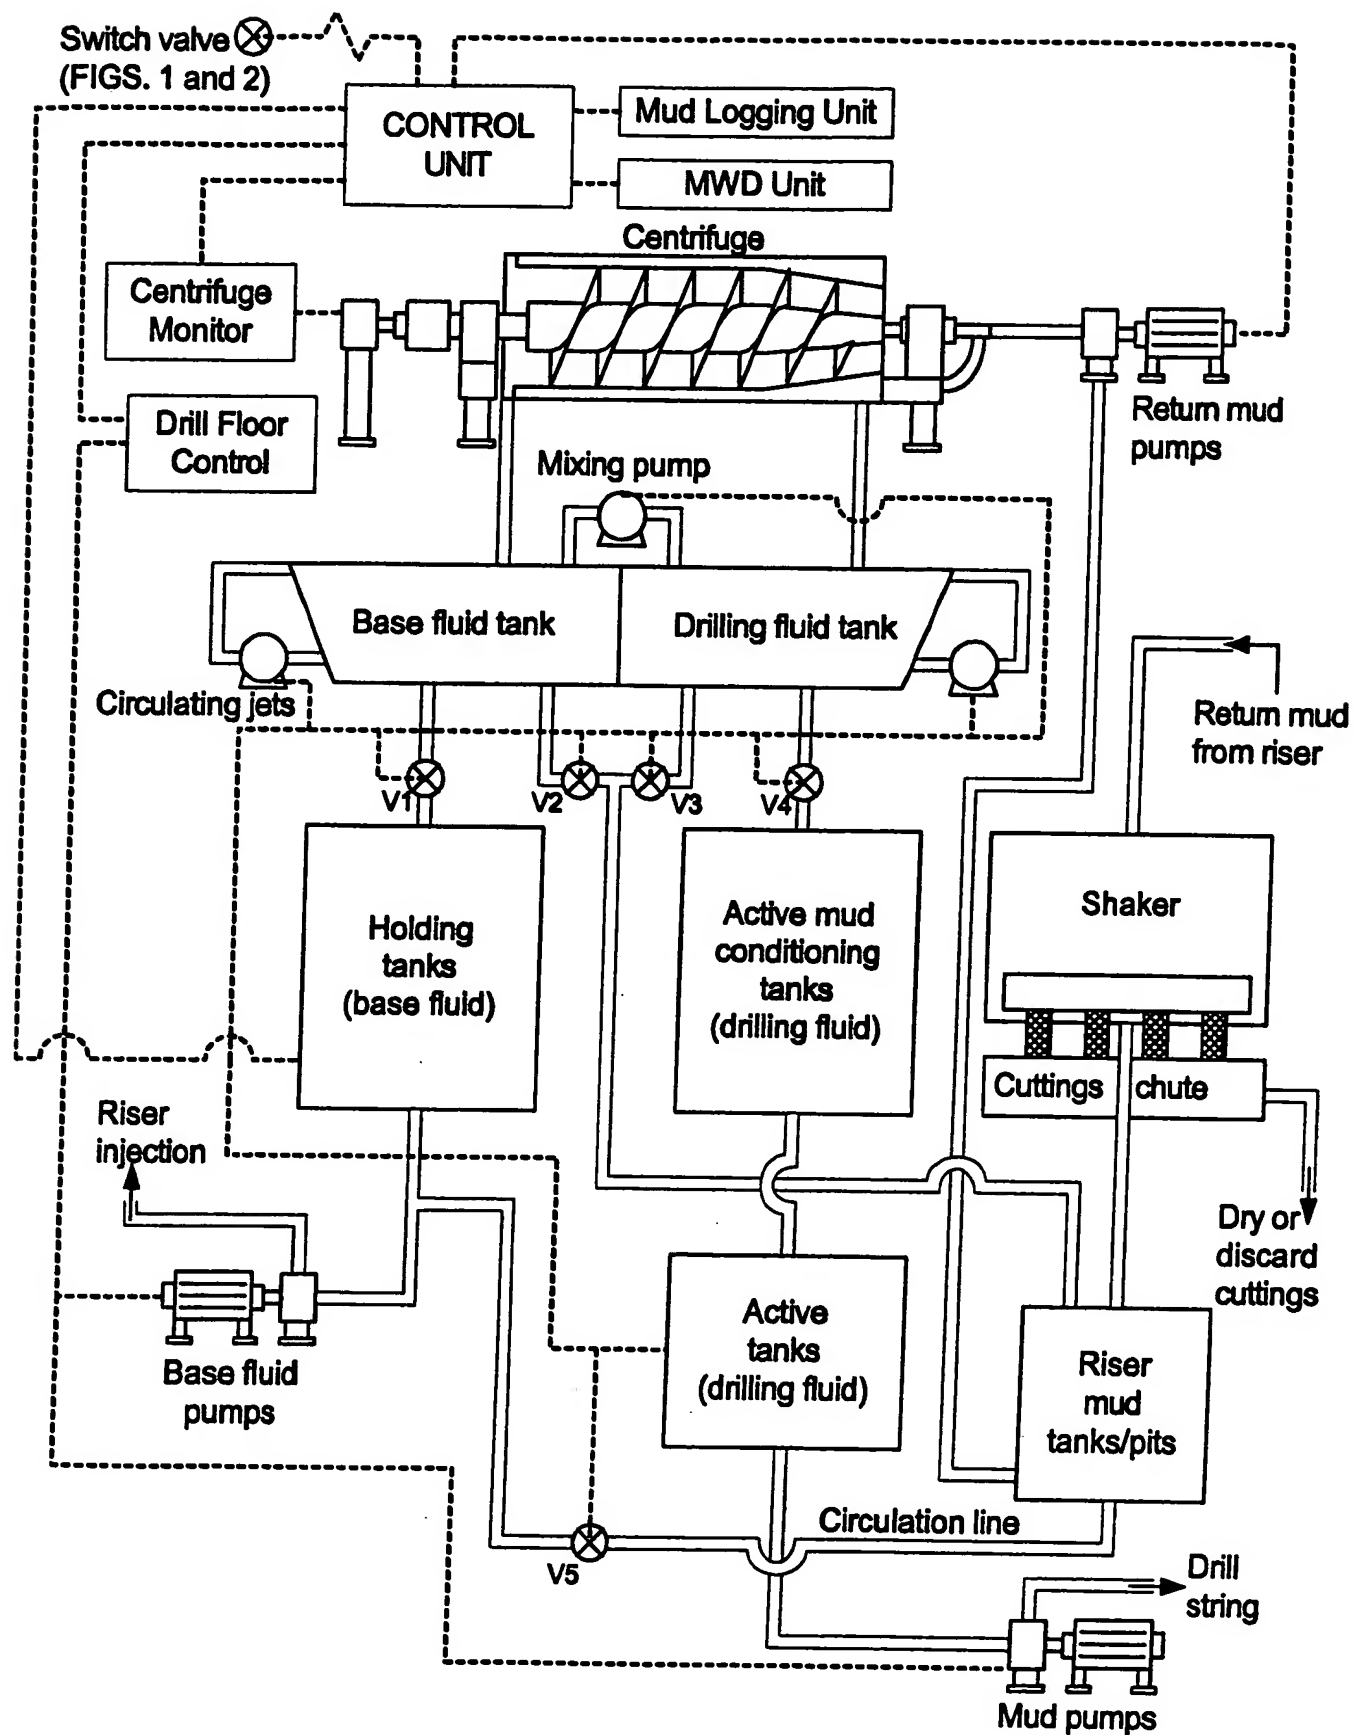 Switch valve
(FIGS. 1 and 2)
CONTROL
UNIT
Mud Logging Unit
MWD Unit
Centrifuge
Centrifuge
Monitor
Return mud
pumps
Drill Floor
Control
Mixing pump
Base fluid tank
Drilling fluid tank
Circulating jets
Return mud
from riser
V1
V2
V3
V4
Holding
tanks
(base fluid)
Active mud
conditioning
tanks
(drilling fluid)
Shaker
Cuttings chute
Riser
injection
Dry or
discard
cuttings
Active
tanks
(drilling fluid)
Riser
mud
tanks/pits
Base fluid
pumps
Circulation line
V5
Drill
string
Mud pumps